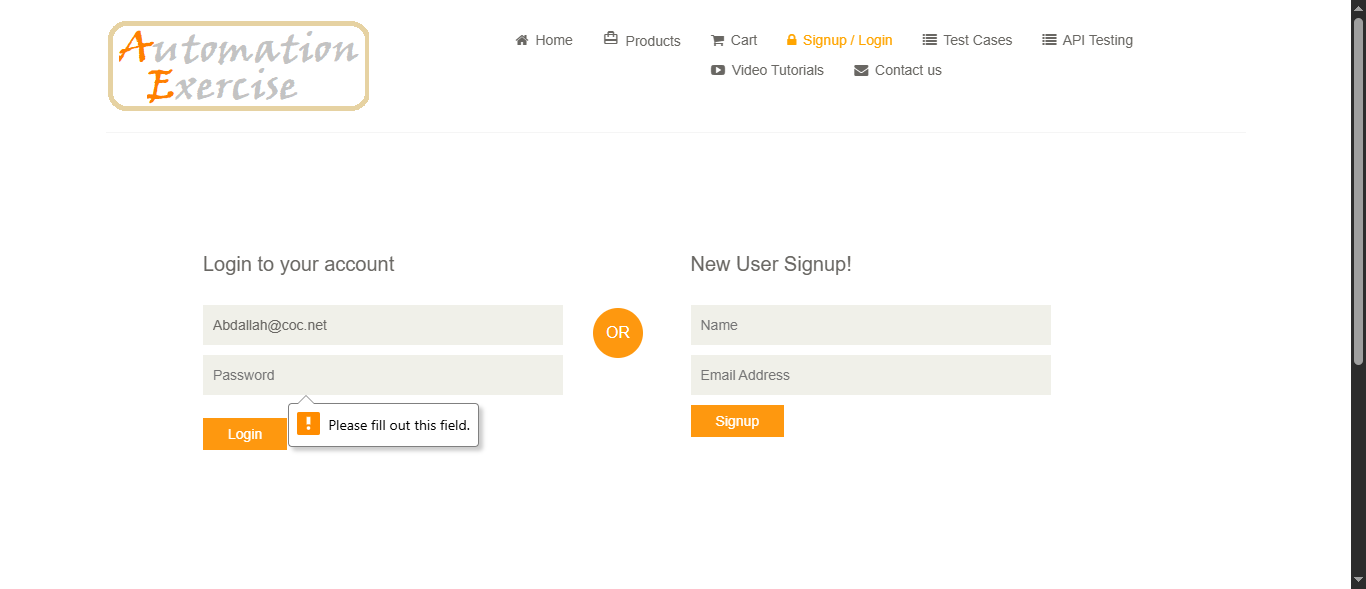 Automation
Exercise
Home Products Cart Signup / Login Test Cases API Testing
Video Tutorials Contact us
Login to your account
Abdallah@coc.net
Password
Login
Please fill out this field.
OR
New User Signup!
Name
Email Address
Signup